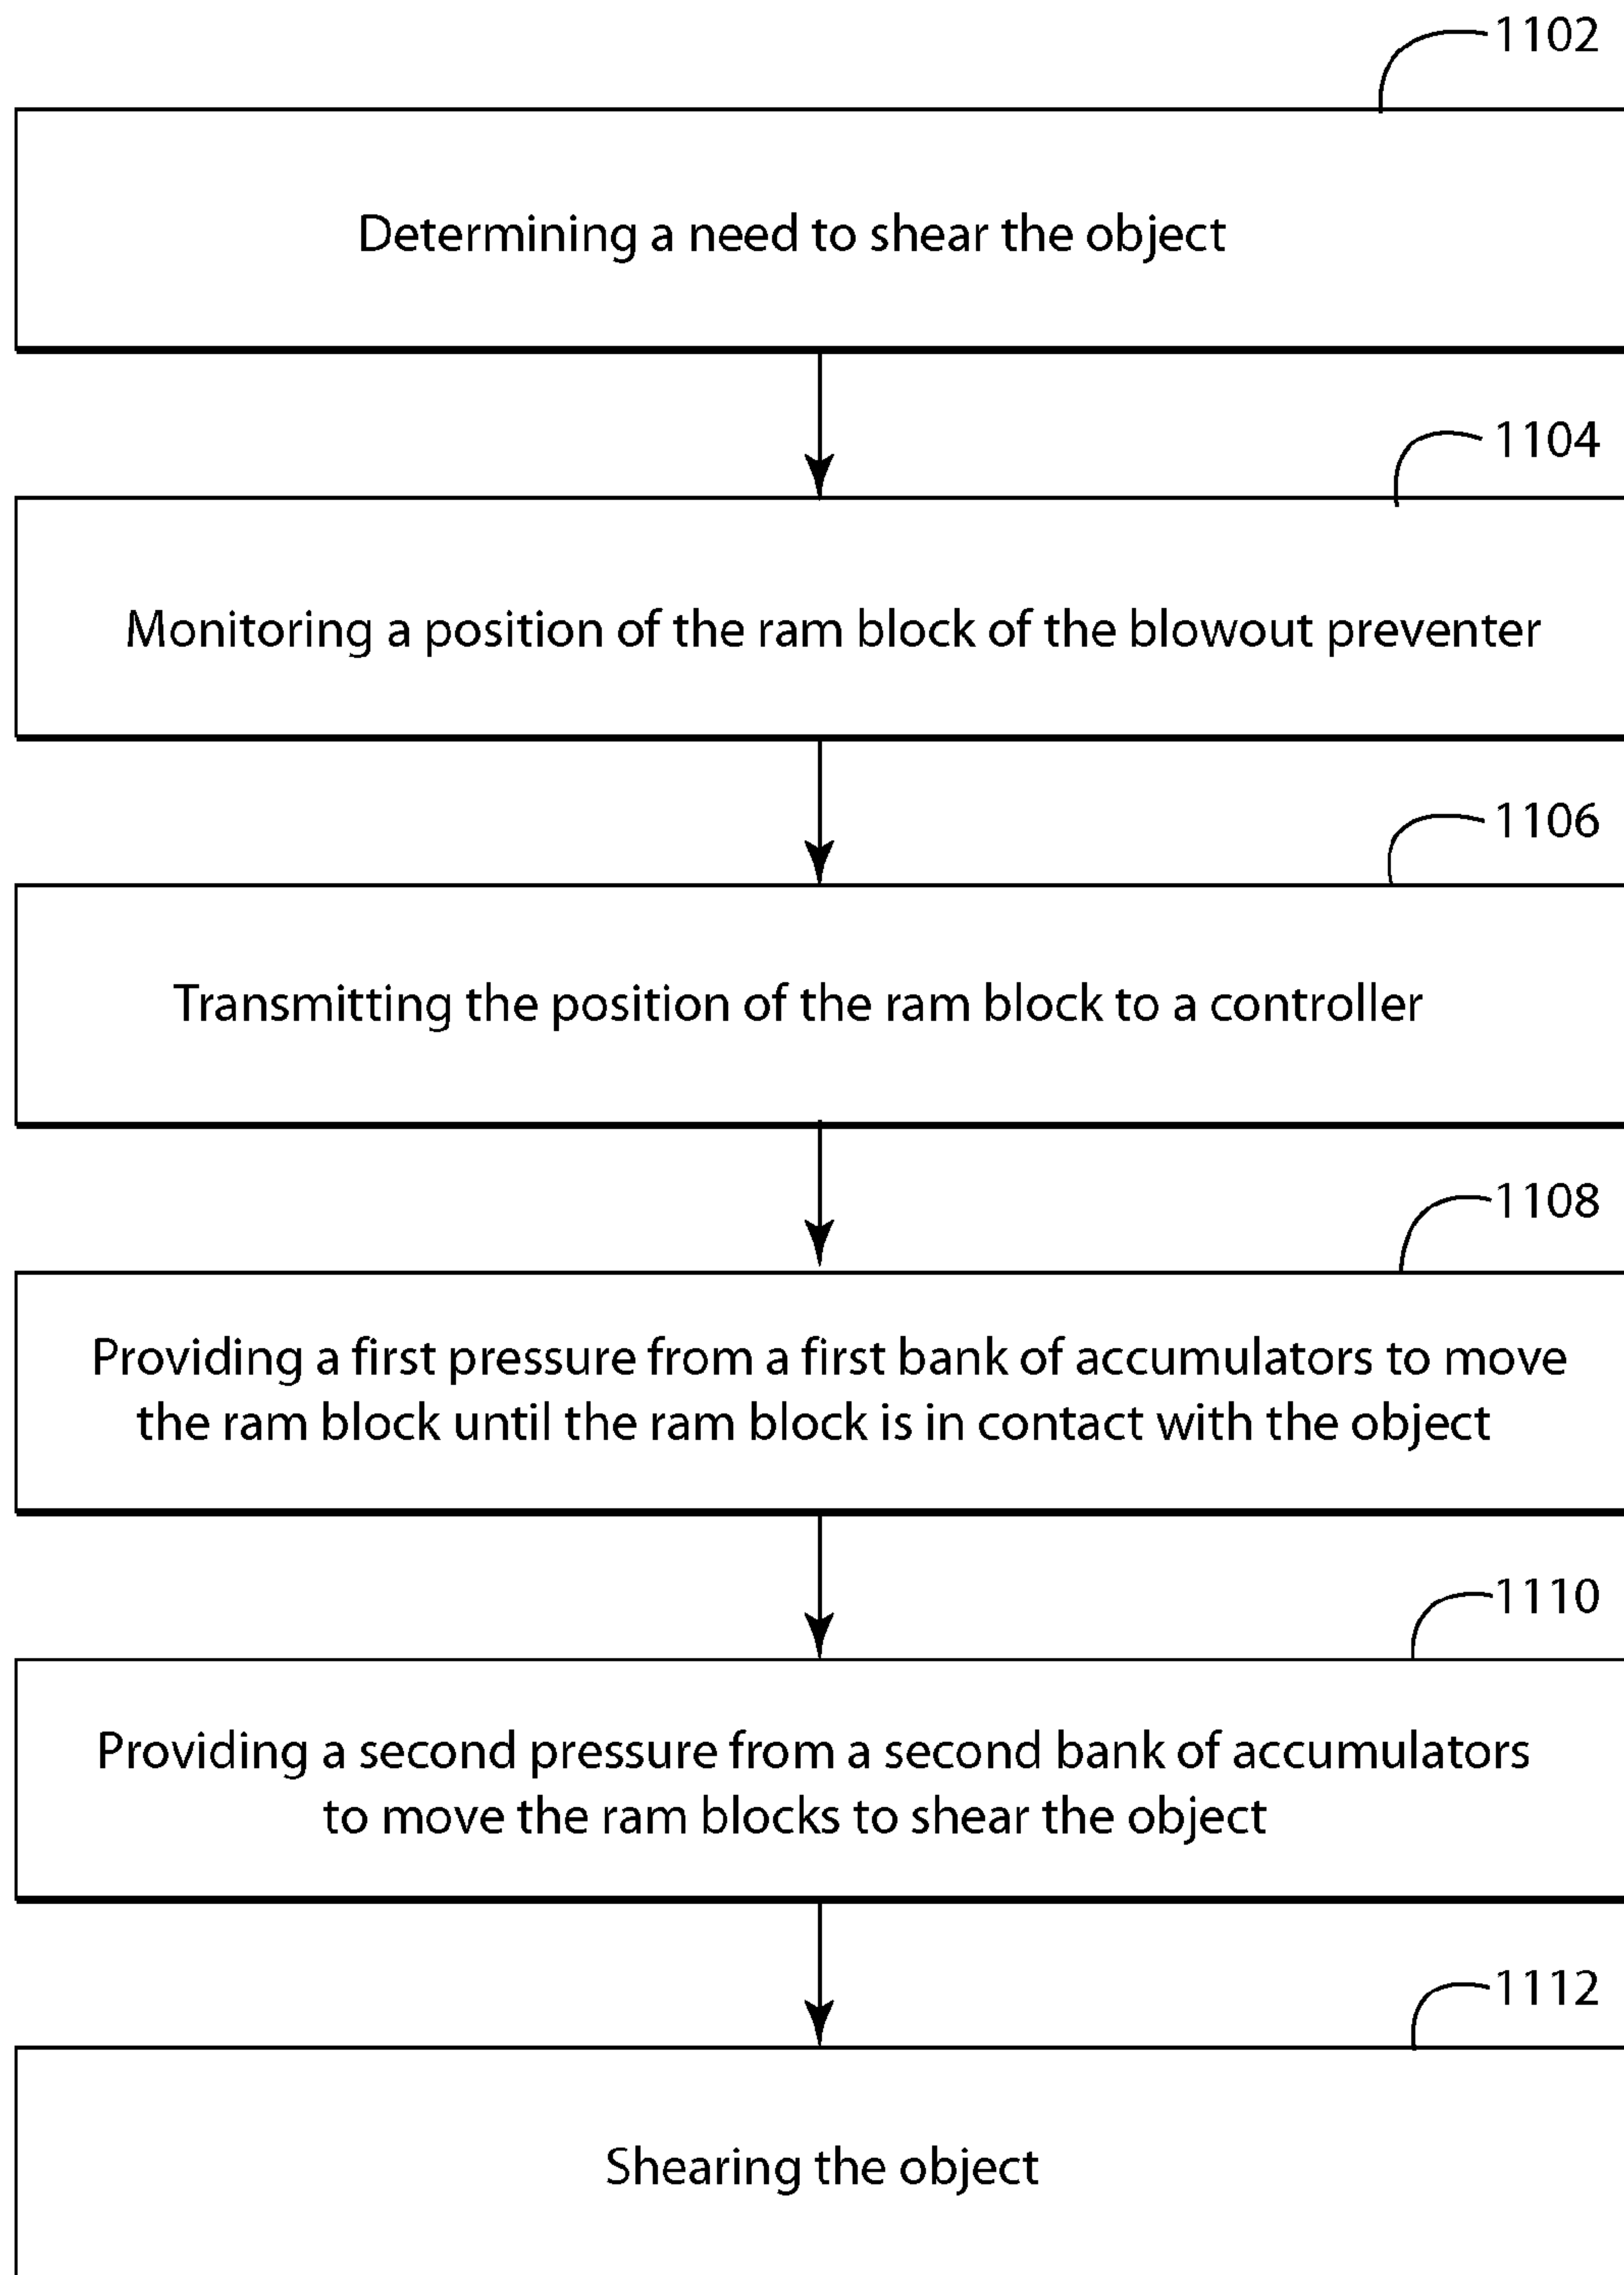 1102
Determining a need to shear the object
1104
Monitoring a position of the ram block of the blowout preventer
1106
Transmitting the position of the ram block to a controller
1108
Providing a first pressure from a first bank of accumulators to move
the ram block until the ram block is in contact with the object
1110
Providing a second pressure from a second bank of accumulators
to move the ram blocks to shear the object
1112
Shearing the object